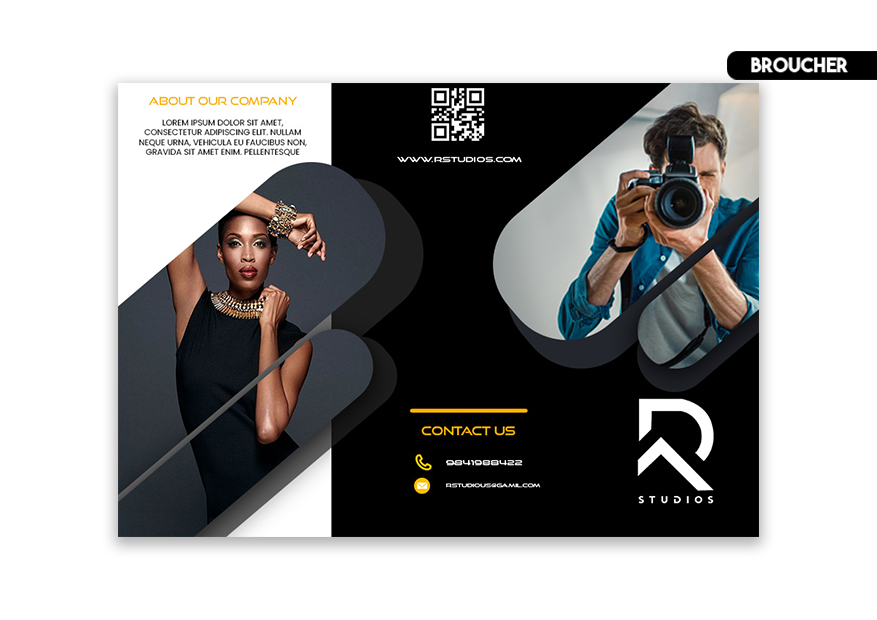 BROUCHER
ABOUT OUR COMPANY
LOREM IPSUM DOLOR SIT AMET,
CONSECTETUR ADIPISCING ELIT. NULLAM
NEQUE URNA, VEHICULA EU FAUCIBUS NON,
GRAVIDA SIT AMET ENIM. PELLENTESQUE
WWW.RSTUDIOS.COM
CONTACT US
9841988422
RSTUDIOUS@GAMIL.COM
R
STUDIOS